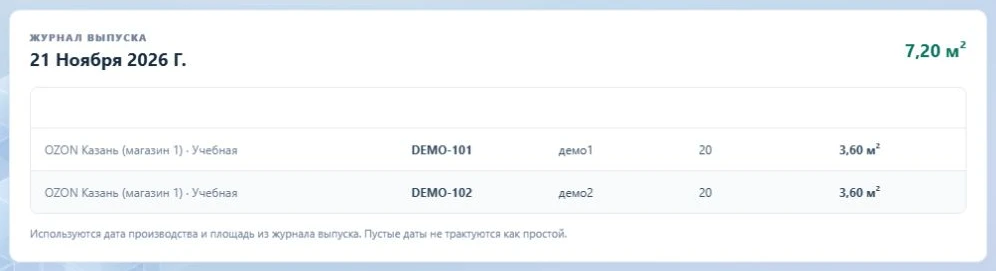 ЖУРНАЛ ВЫПУСКА
21 Ноября 2026 Г.
7,20 м²
OZON Казань (магазин 1) · Учебная DEMO-101 демо1 20 3,60 м²
OZON Казань (магазин 1) · Учебная DEMO-102 демо2 20 3,60 м²
Используются дата производства и площадь из журнала выпуска. Пустые даты не трактуются как простой.